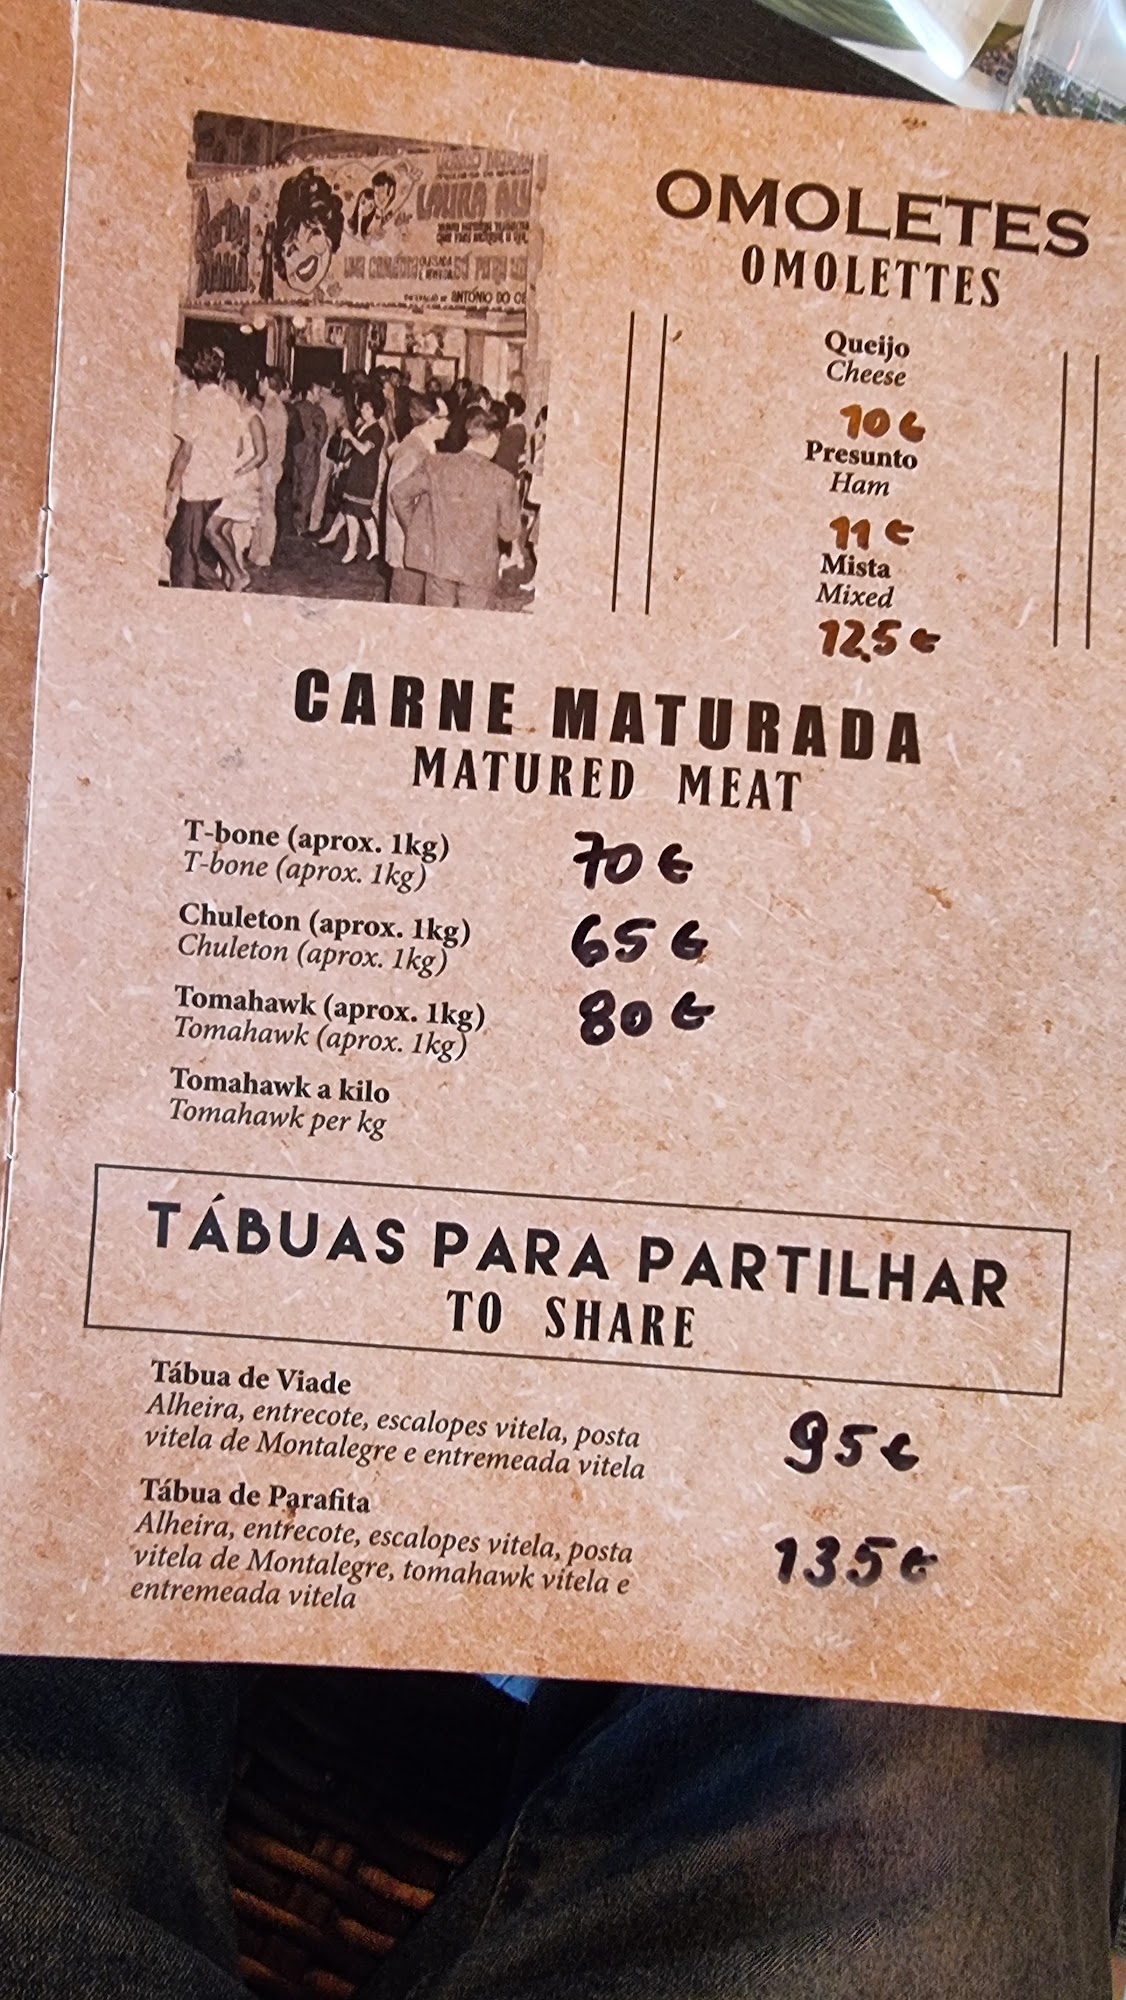 LAURA AL
ANTÓNIO DO
OMOLETES
OMOLETTES
Queijo
Cheese
10€
Presunto
Ham
11€
Mista
Mixed
12,5€
CARNE MATURADA
MATURED MEAT
T-bone (aprox. 1kg) 70€
T-bone (aprox. 1kg)
Chuleton (aprox. 1kg) 65€
Chuleton (aprox. 1kg)
Tomahawk (aprox. 1kg) 80€
Tomahawk (aprox. 1kg)
Tomahawk a kilo
Tomahawk per kg
TÁBUAS PARA PARTILHAR
TO SHARE
Tábua de Viade
Alheira, entrecote, escalopes vitela, posta 95€
vitela de Montalegre e entremeada vitela
Tábua de Parafita
Alheira, entrecote, escalopes vitela, posta 135€
vitela de Montalegre, tomahawk vitela e
entremeada vitela